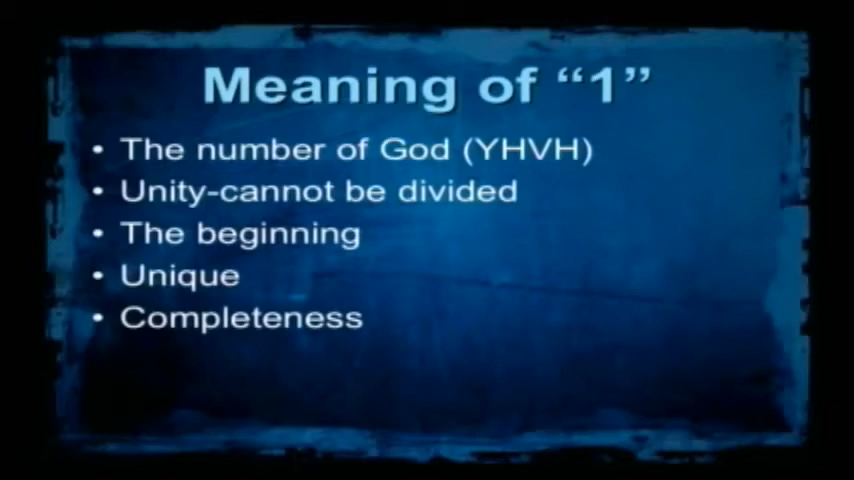 Meaning of “1”
• The number of God (YHVH)
• Unity-cannot be divided
• The beginning
• Unique
• Completeness